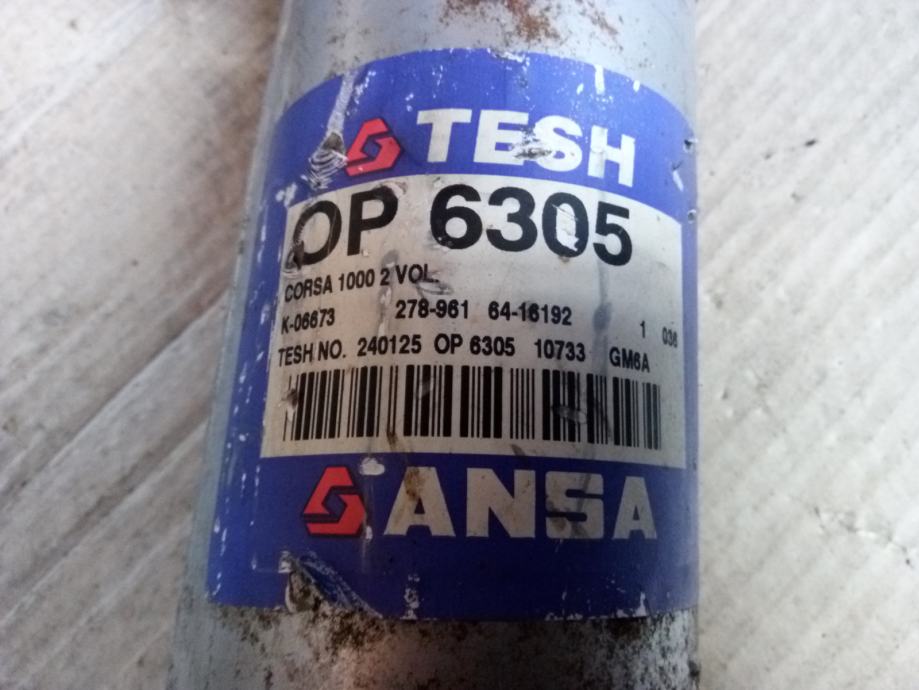 TESH
OP 6305
CORSA 1000 2 VOL.
K-06673 278-961 64-16192 1 036
TESH NO. 240125 OP 6305 10733 GM6A
ANSA